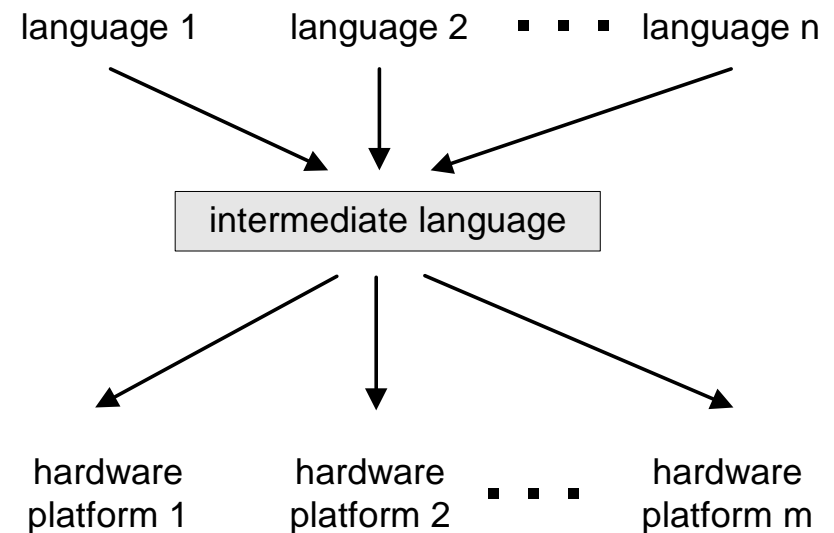 language 1 language 2 ▪ ▪ ▪ language n
intermediate language
hardware hardware hardware
platform 1 platform 2 ▪ ▪ ▪ platform m